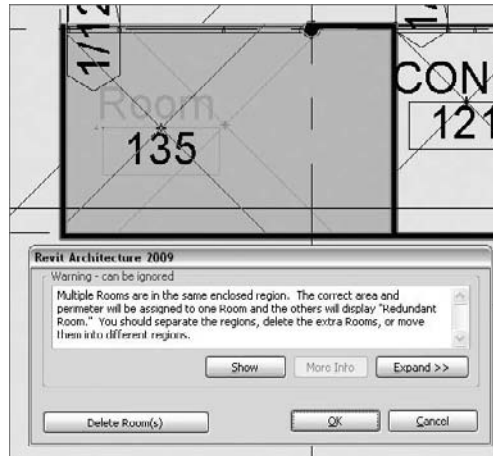 1/12
1/
Room
135
CON
121
Revit Architecture 2009
Warning - can be ignored
Multiple Rooms are in the same enclosed region. The correct area and
perimeter will be assigned to one Room and the others will display "Redundant
Room." You should separate the regions, delete the extra Rooms, or move
them into different regions.
Show
More Info
Expand >>
Delete Room(s)
OK
Cancel